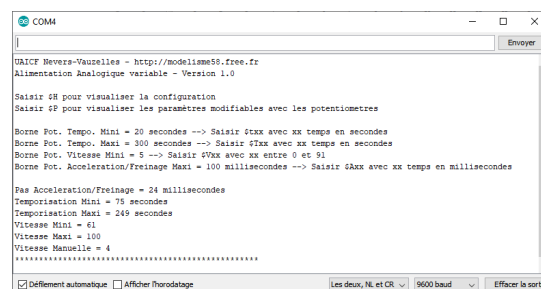 COM4
Envoyer
UAICF Nevers-Vauzelles - http://modelisme58.free.fr
Alimentation Analogique variable - Version 1.0
Saisir $H pour visualiser la configuration
Saisir $P pour visualiser les paramètres modifiables avec les potentiometres
Borne Pot. Tempo. Mini = 20 secondes --> Saisir $txx avec xx temps en secondes
Borne Pot. Tempo. Maxi = 300 secondes --> Saisir $Txx avec xx temps en secondes
Borne Pot. Vitesse Mini = 5 --> Saisir $Vxx avec xx entre 0 et 91
Borne Pot. Acceleration/Freinage Maxi = 100 millisecondes --> Saisir $Axx avec xx temps en millisecondes
Pas Acceleration/Freinage = 24 millisecondes
Temporisation Mini = 75 secondes
Temporisation Maxi = 249 secondes
Vitesse Mini = 61
Vitesse Maxi = 100
Vitesse Manuelle = 4
**************************************************
Défilement automatique Afficher l'horodatage Les deux, NL et CR 9600 baud Effacer la sort